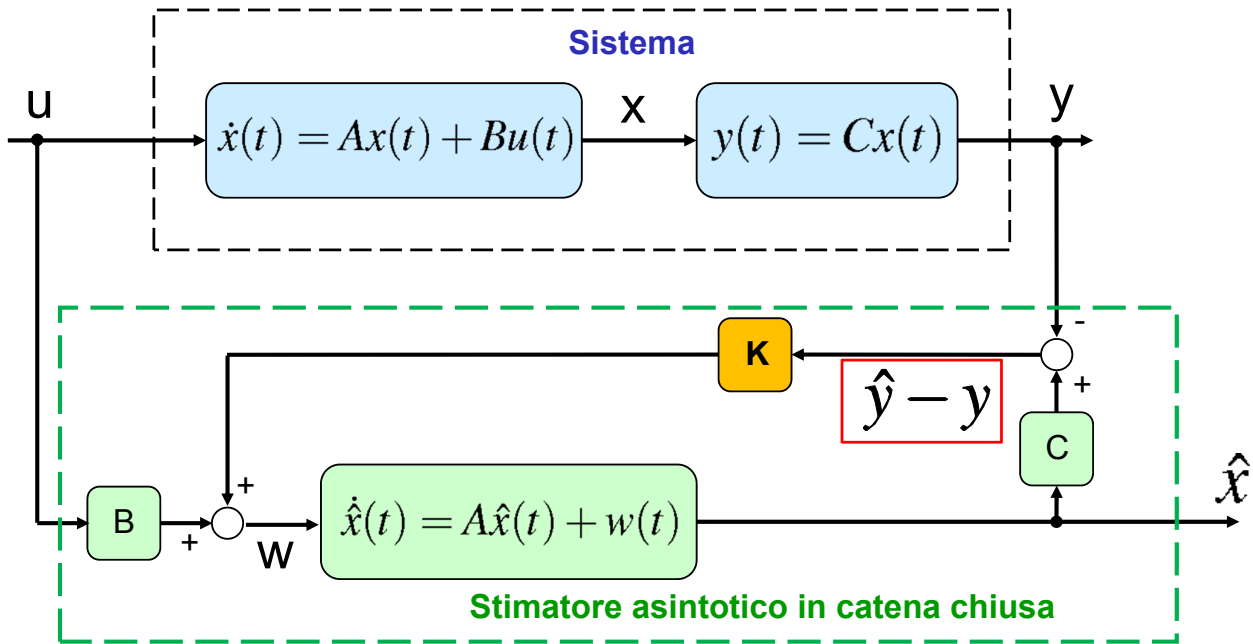 Sistema
u
ẋ(t) = Ax(t) + Bu(t)
x
y(t) = Cx(t)
y
-
K
+
ŷ − y
C
x̂
+
B
+
w
x̂̇(t) = Ax̂(t) + w(t)
Stimatore asintotico in catena chiusa